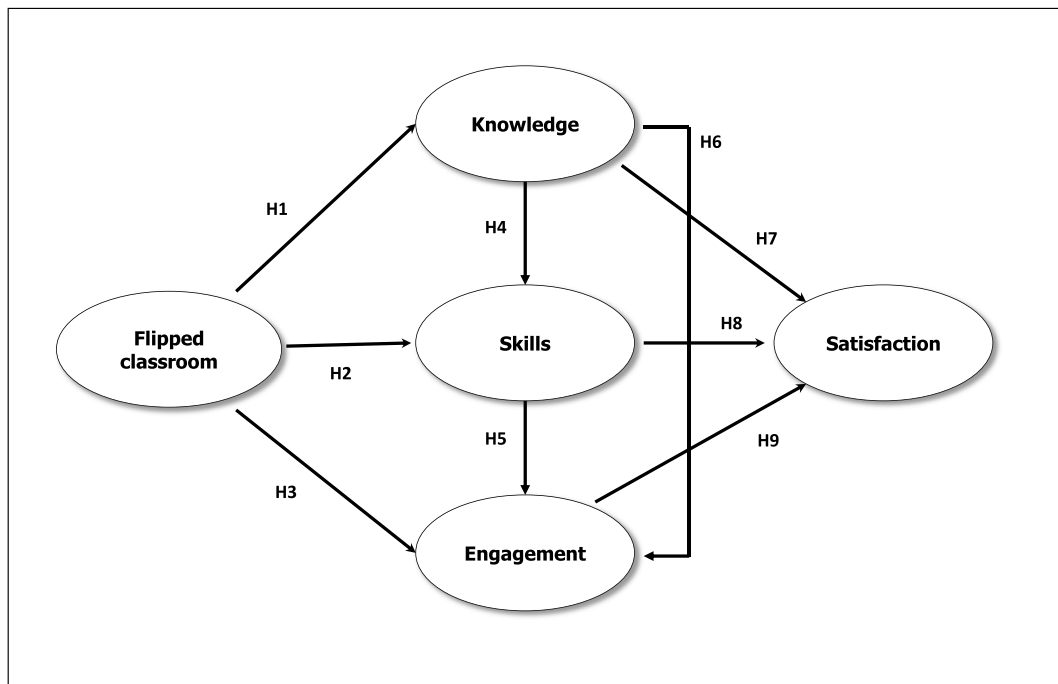 Knowledge
H6
H1
H4
H7
Flipped
classroom
H2
Skills
H8
Satisfaction
H5
H9
H3
Engagement